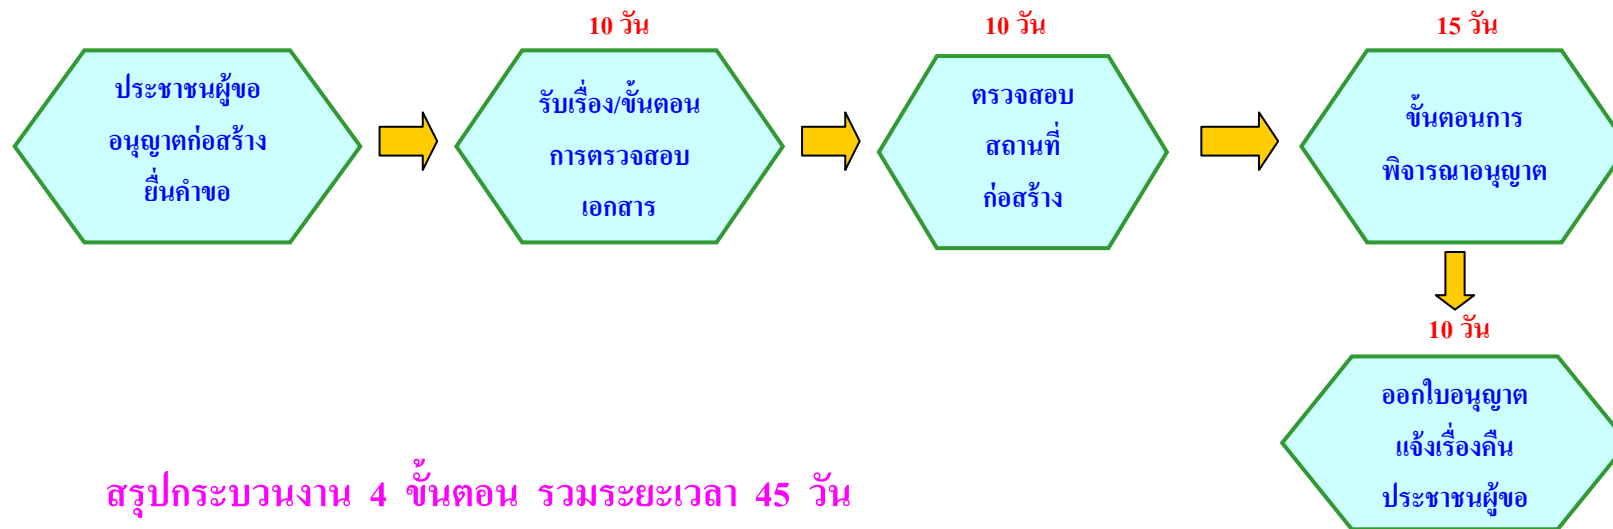 ประชาชนผู้ขอ
อนุญาตก่อสร้าง
ยื่นคำขอ
10 วัน
รับเรื่อง/ขั้นตอน
การตรวจสอบ
เอกสาร
10 วัน
ตรวจสอบ
สถานที่
ก่อสร้าง
15 วัน
ขั้นตอนการ
พิจารณาอนุญาต
10 วัน
ออกใบอนุญาต
แจ้งเรื่องคืน
ประชาชนผู้ขอ
สรุปกระบวนงาน 4 ขั้นตอน รวมระยะเวลา 45 วัน